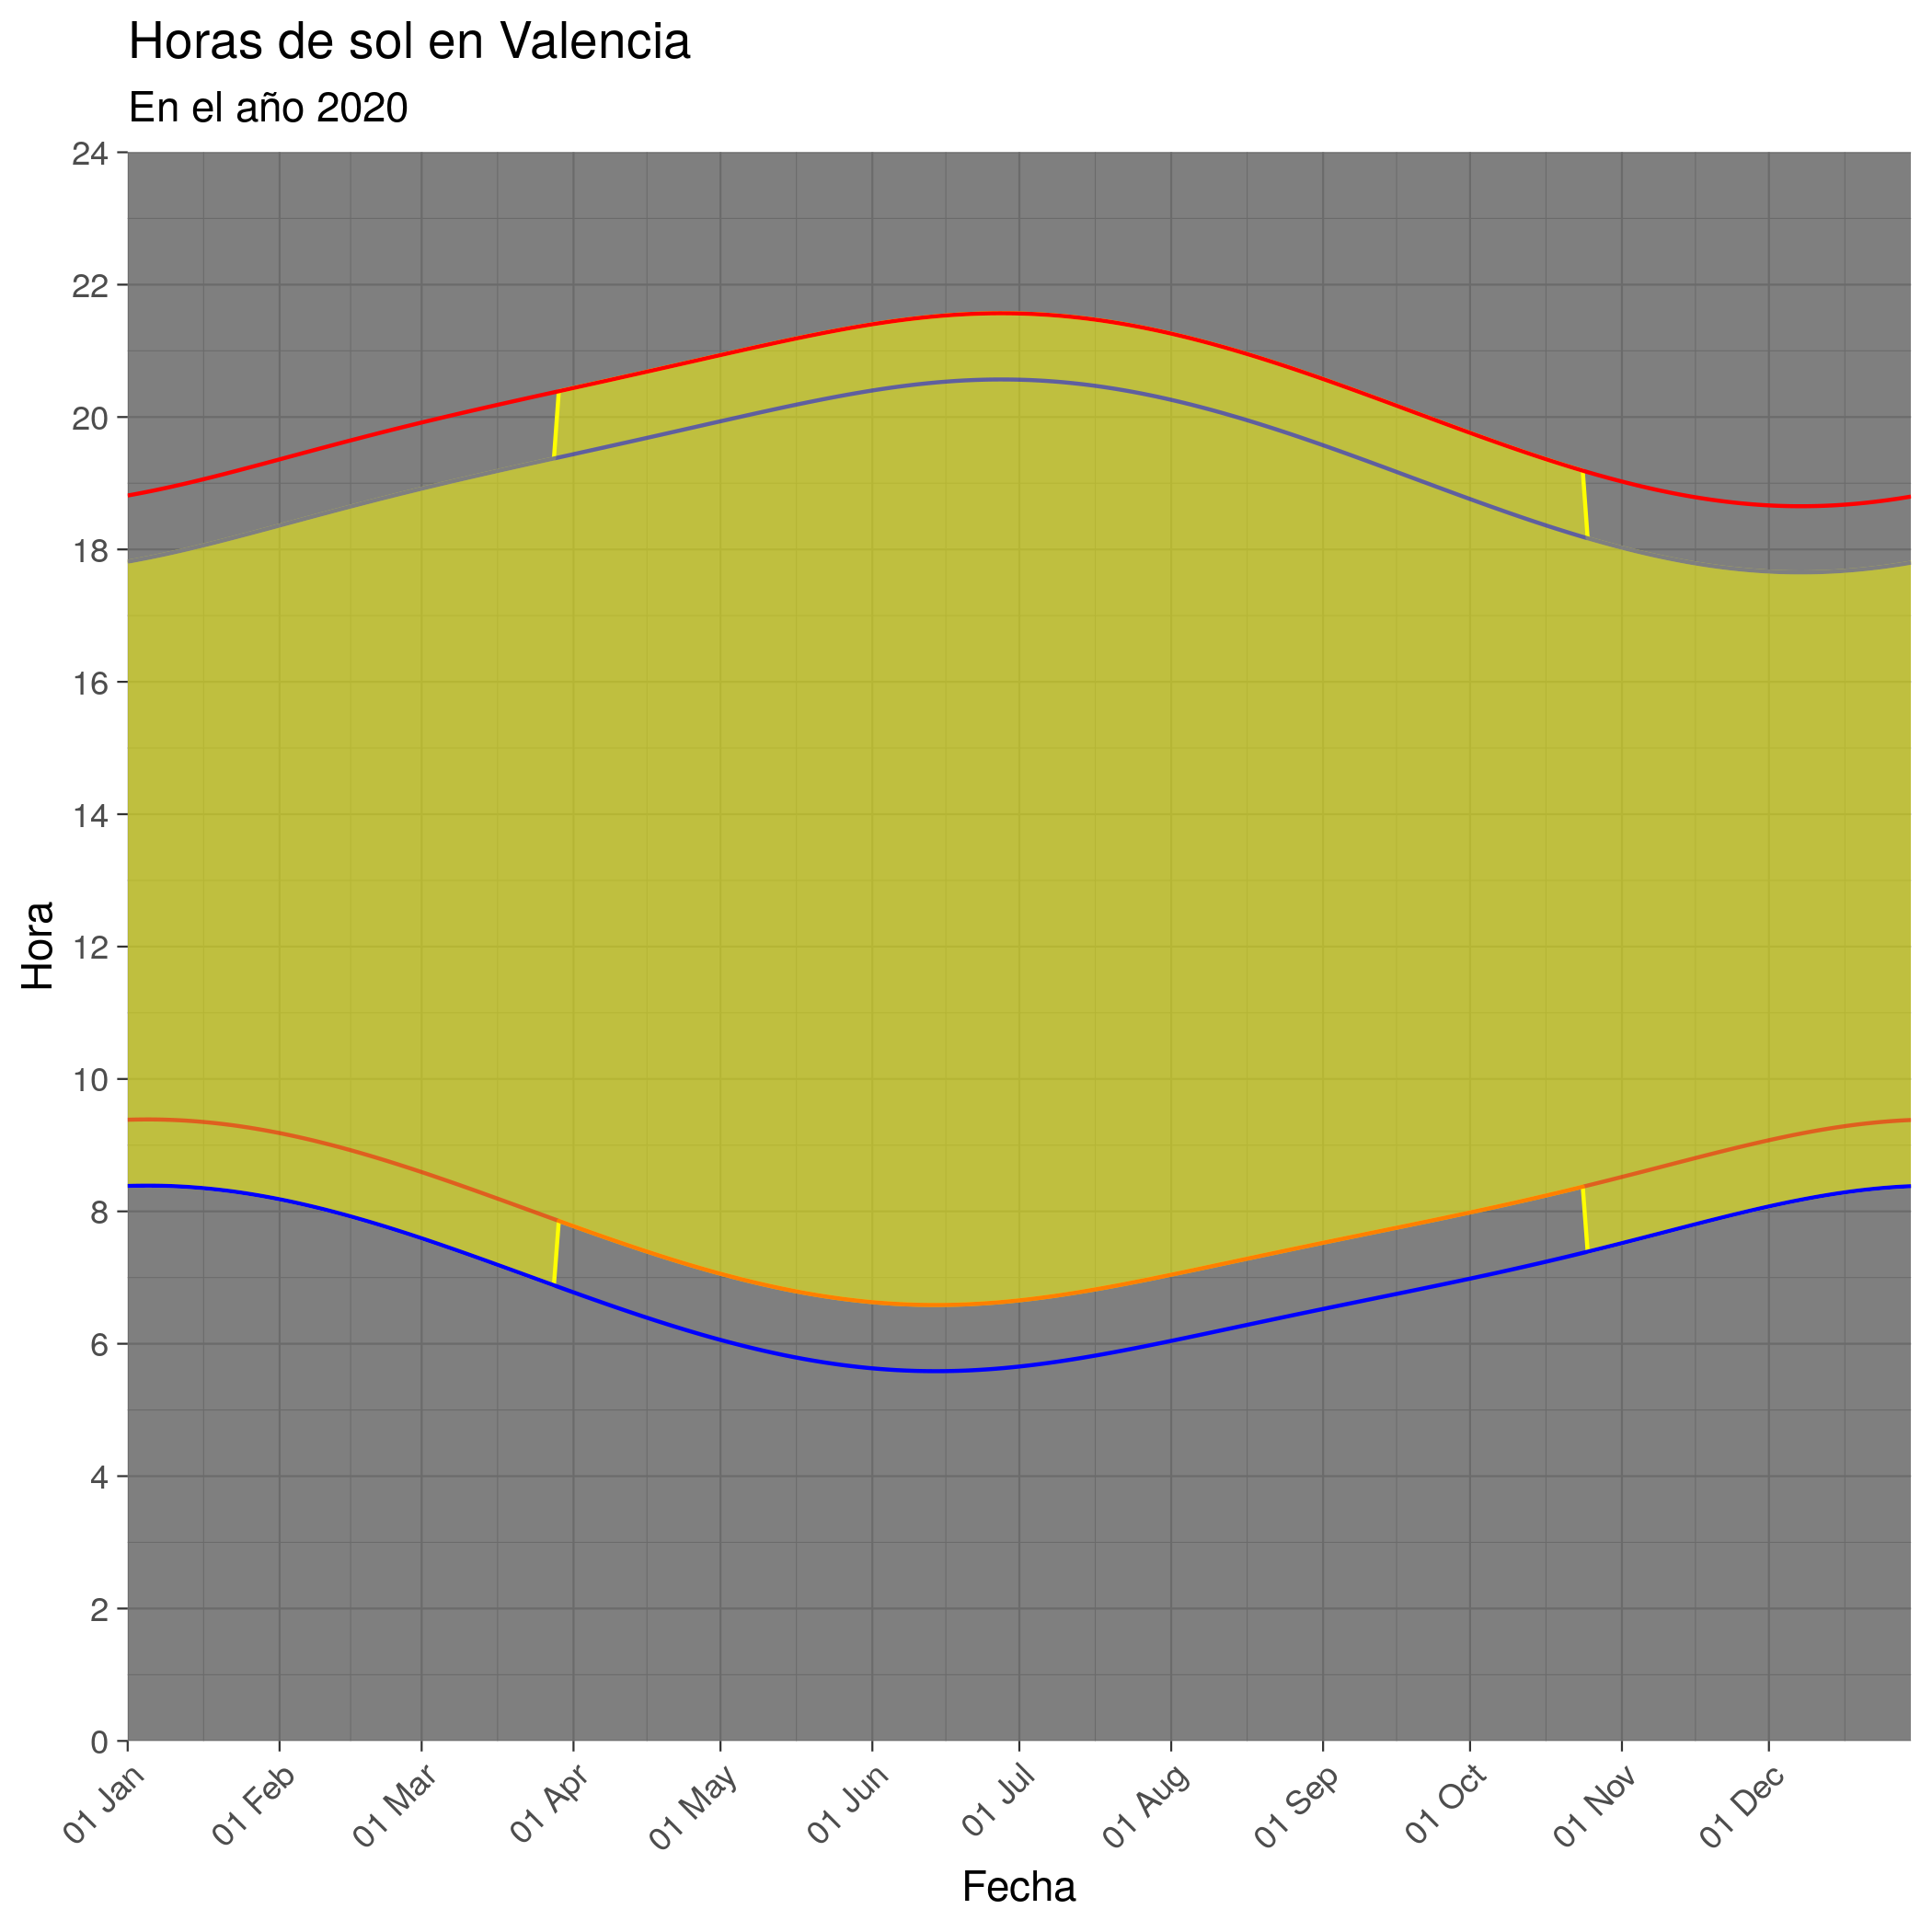 Horas de sol en Valencia
En el año 2020
24
22
20
18
16
14
12
10
8
6
4
2
0
Hora
01 Jan
01 Feb
01 Mar
01 Apr
01 May
01 Jun
01 Jul
01 Aug
01 Sep
01 Oct
01 Nov
01 Dec
Fecha